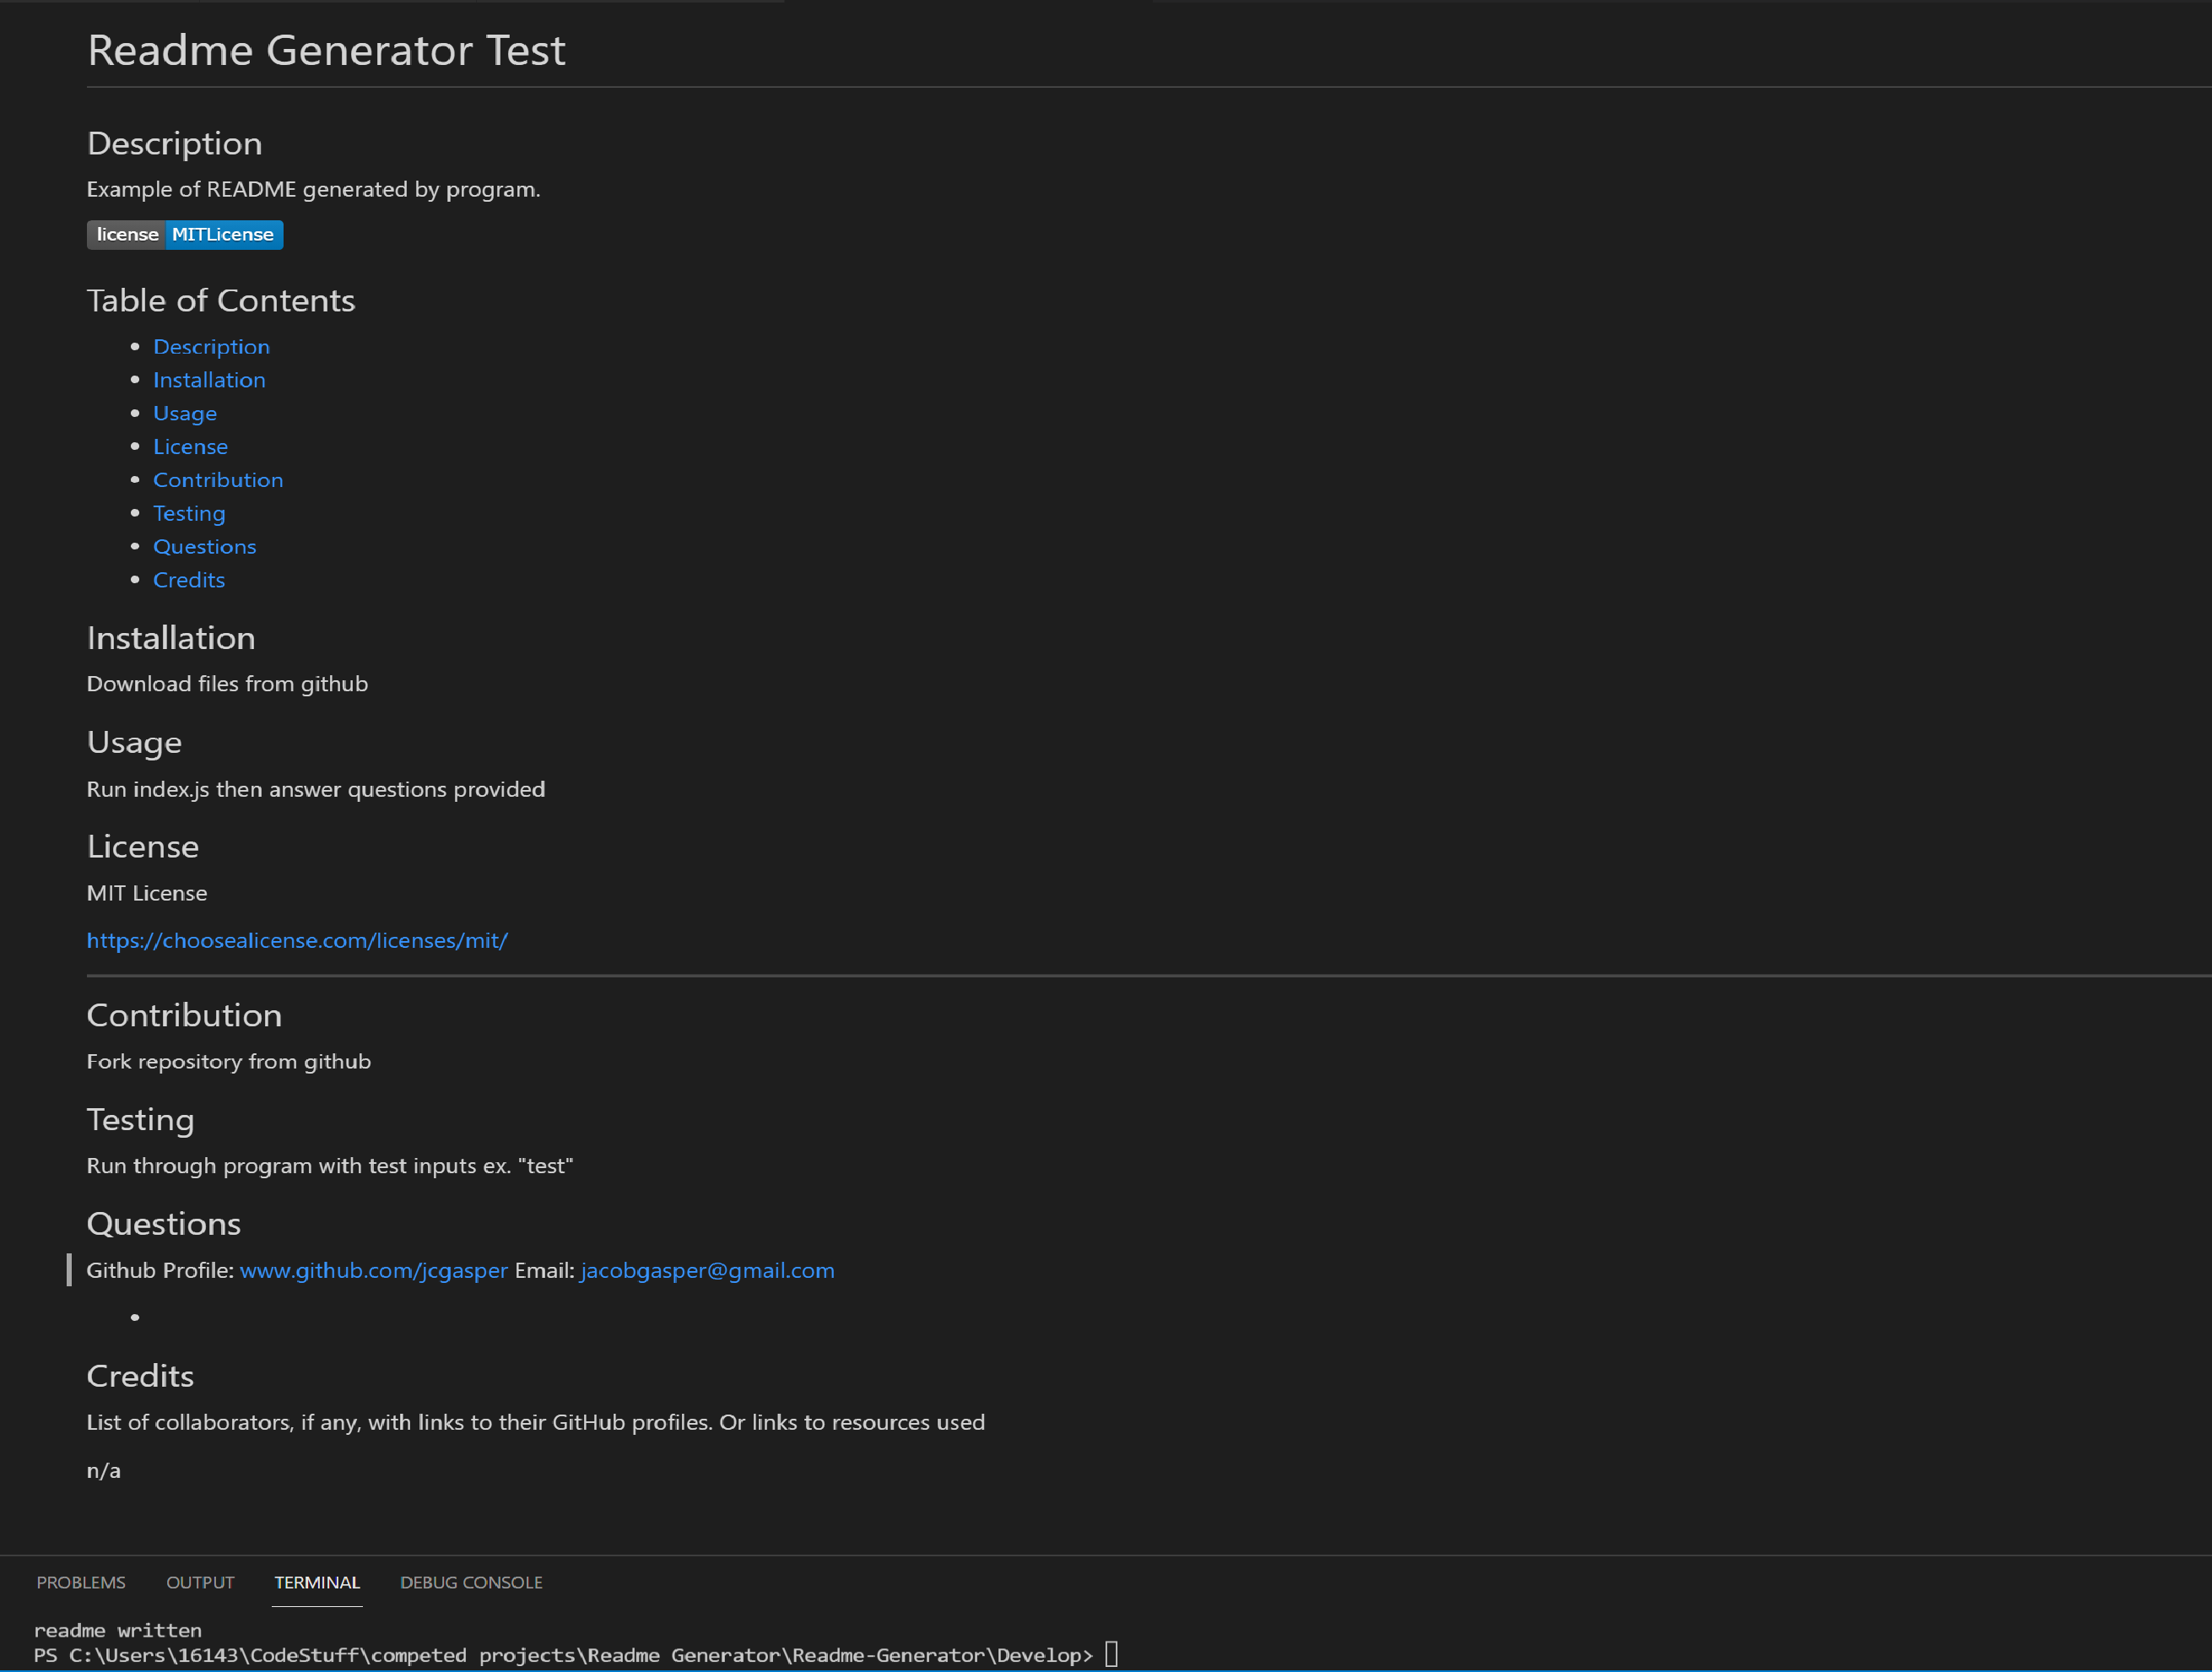 Readme Generator Test
Description
Example of README generated by program.
license MITLicense
Table of Contents
• Description
• Installation
• Usage
• License
• Contribution
• Testing
• Questions
• Credits
Installation
Download files from github
Usage
Run index.js then answer questions provided
License
MIT License
https://choosealicense.com/licenses/mit/
Contribution
Fork repository from github
Testing
Run through program with test inputs ex. "test"
Questions
Github Profile: www.github.com/jcgasper Email: jacobgasper@gmail.com
•
Credits
List of collaborators, if any, with links to their GitHub profiles. Or links to resources used
n/a
PROBLEMS OUTPUT TERMINAL DEBUG CONSOLE
readme written
PS C:\Users\16143\CodeStuff\competed projects\Readme Generator\Readme-Generator\Develop>